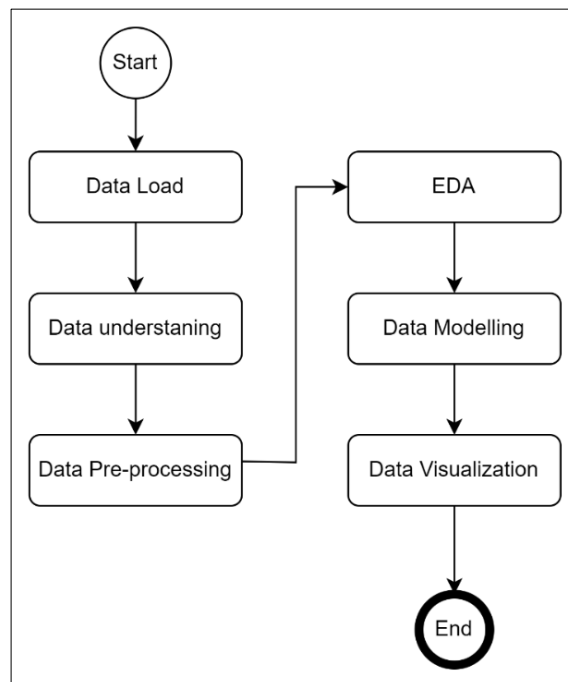 Start
Data Load
Data understaning
Data Pre-processing
EDA
Data Modelling
Data Visualization
End